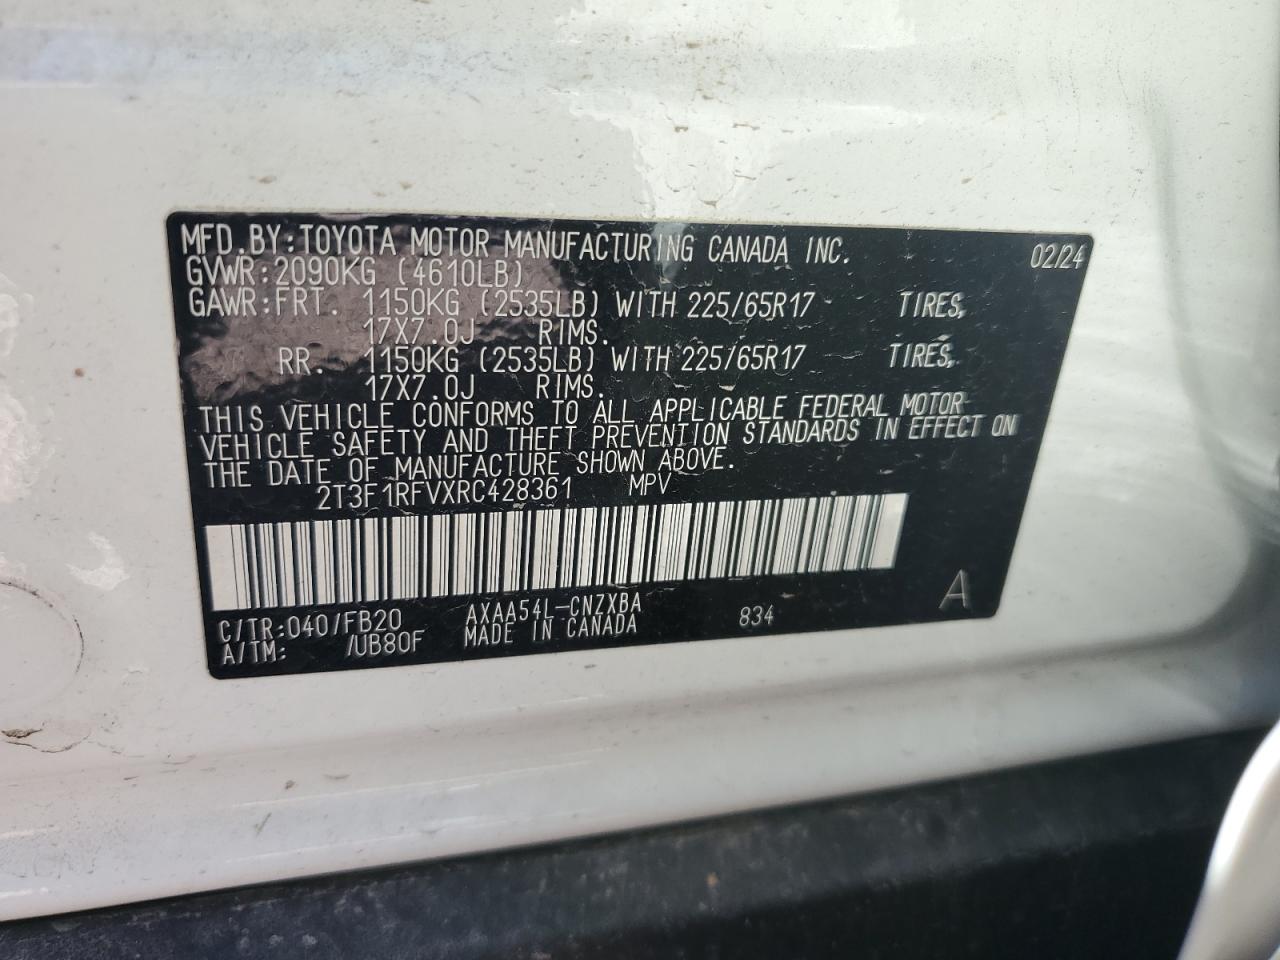 MFD.BY:TOYOTA MOTOR MANUFACTURING CANADA INC. 02/24
GVWR:2090KG (4610LB)
GAWR:FRT. 1150KG (2535LB) WITH 225/65R17 TIRES,
17X7.0J RIMS.
RR. 1150KG (2535LB) WITH 225/65R17 TIRES,
17X7.0J RIMS.
THIS VEHICLE CONFORMS TO ALL APPLICABLE FEDERAL MOTOR
VEHICLE SAFETY AND THEFT PREVENTION STANDARDS IN EFFECT ON
THE DATE OF MANUFACTURE SHOWN ABOVE.
2T3F1RFVXRC428361 MPV
C/TR:040/FB20 AXAA54L-CNZXBA 834 A
A/TM: /UB80F MADE IN CANADA